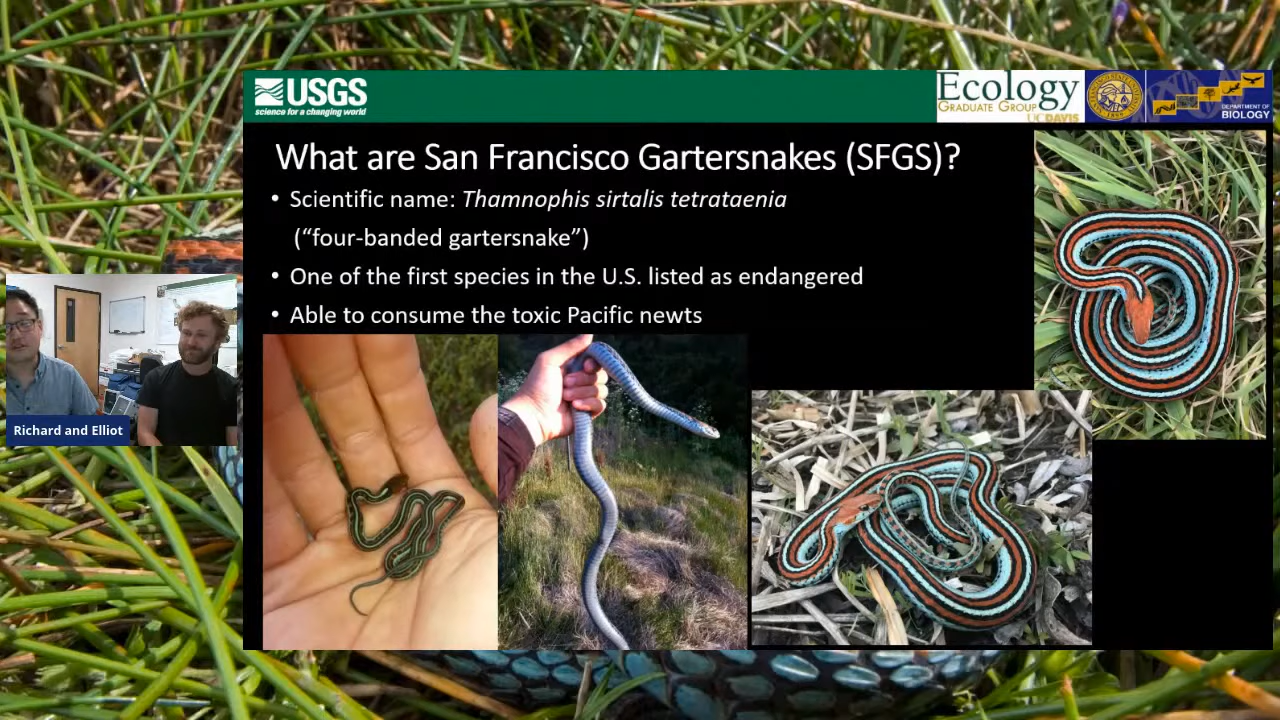 USGS
science for a changing world
Ecology
GRADUATE GROUP
UC DAVIS
DEPARTMENT OF
BIOLOGY
What are San Francisco Gartersnakes (SFGS)?
• Scientific name: Thamnophis sirtalis tetrataenia
(“four-banded gartersnake”)
• One of the first species in the U.S. listed as endangered
• Able to consume the toxic Pacific newts
Richard and Elliot